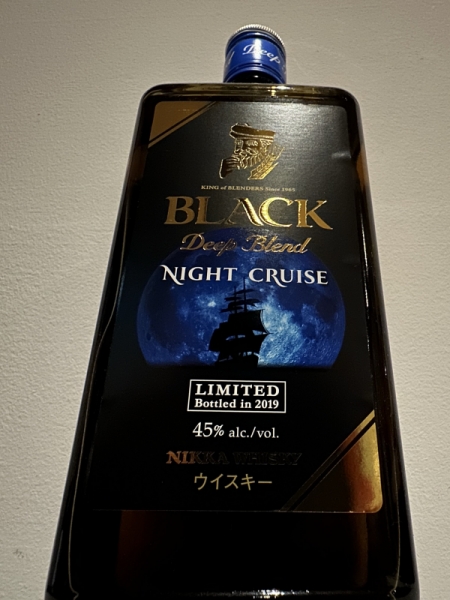 Deep
KING of BLENDERS Since 1965
BLACK
Deep Blend
NIGHT CRUISE
LIMITED
Bottled in 2019
45% alc./vol.
NIKKA WHISKY
ウイスキー